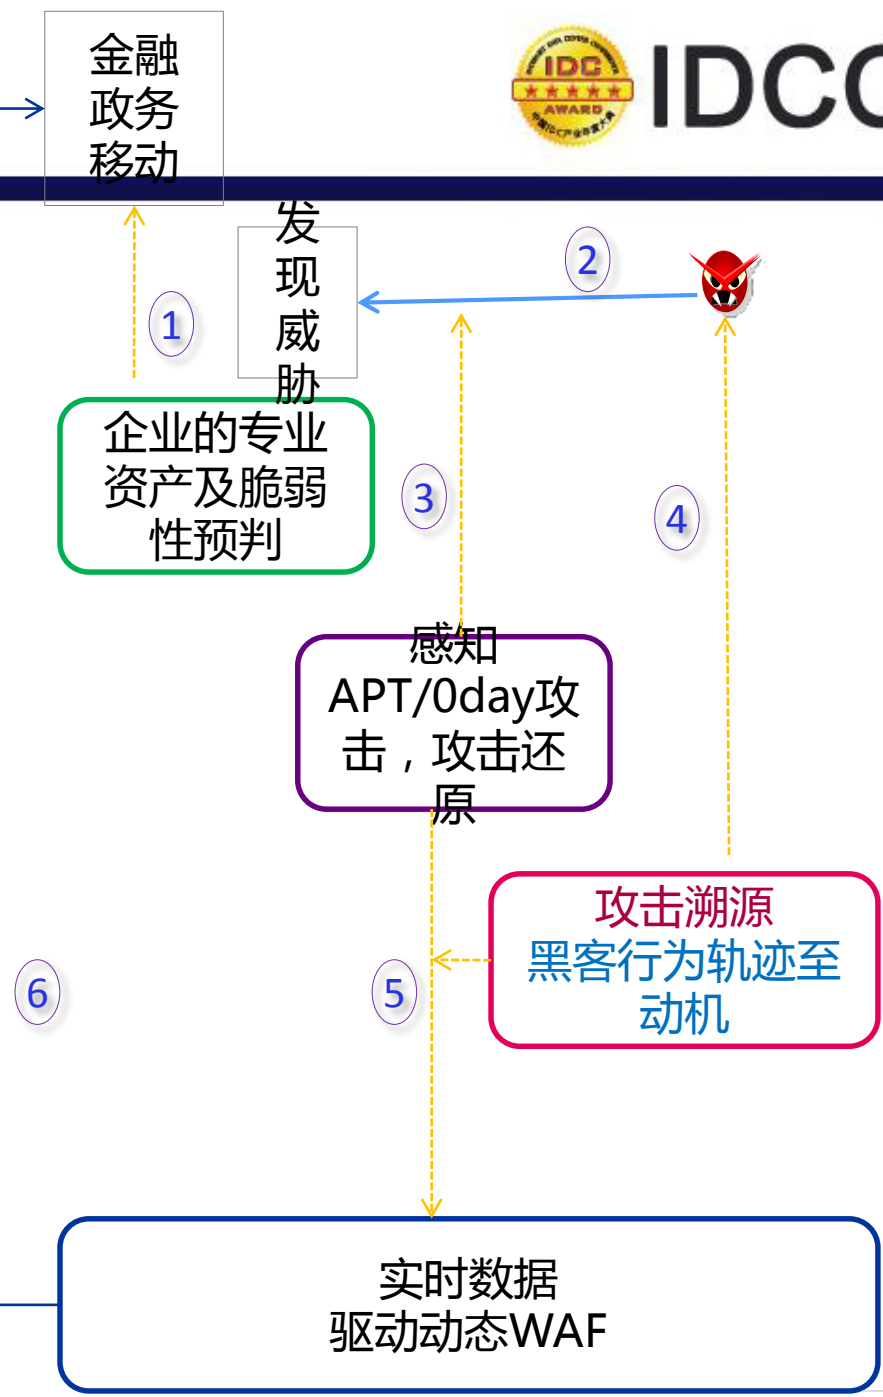 金融
政务
移动
IDC
AWARD
IDCC
发
现
威
胁
2
1
企业的专业
资产及脆弱
性预判
3
4
感知
APT/0day攻
击，攻击还
原
攻击溯源
黑客行为轨迹至
动机
6
5
实时数据
驱动动态WAF